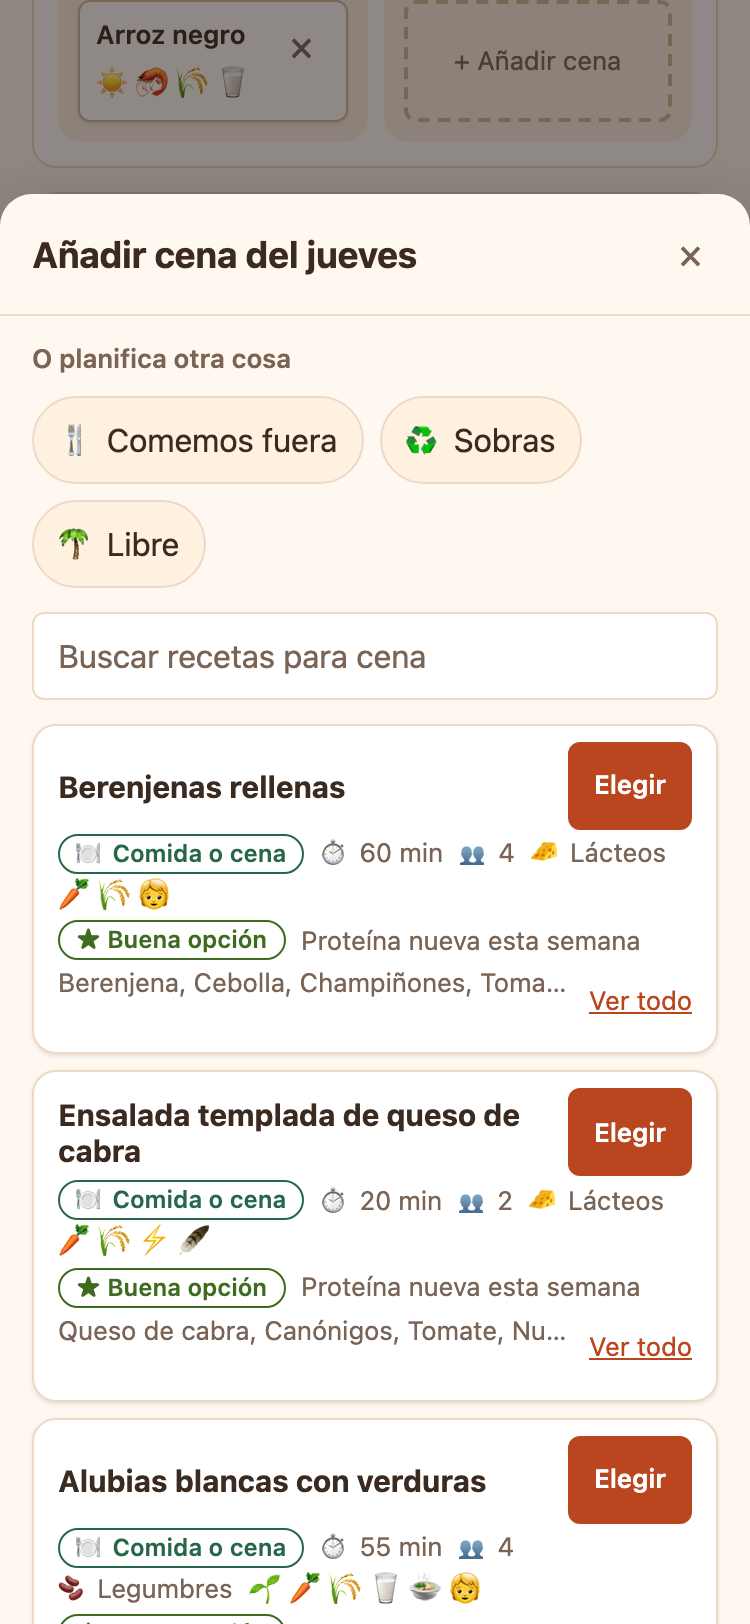 Arroz negro
+ Añadir cena
Añadir cena del jueves
O planifica otra cosa
Comemos fuera
Sobras
Libre
Buscar recetas para cena
Berenjenas rellenas
Elegir
Comida o cena 60 min 4 Lácteos
★ Buena opción Proteína nueva esta semana
Berenjena, Cebolla, Champiñones, Toma...
Ver todo
Ensalada templada de queso de
cabra
Elegir
Comida o cena 20 min 2 Lácteos
★ Buena opción Proteína nueva esta semana
Queso de cabra, Canónigos, Tomate, Nu...
Ver todo
Alubias blancas con verduras
Elegir
Comida o cena 55 min 4
Legumbres